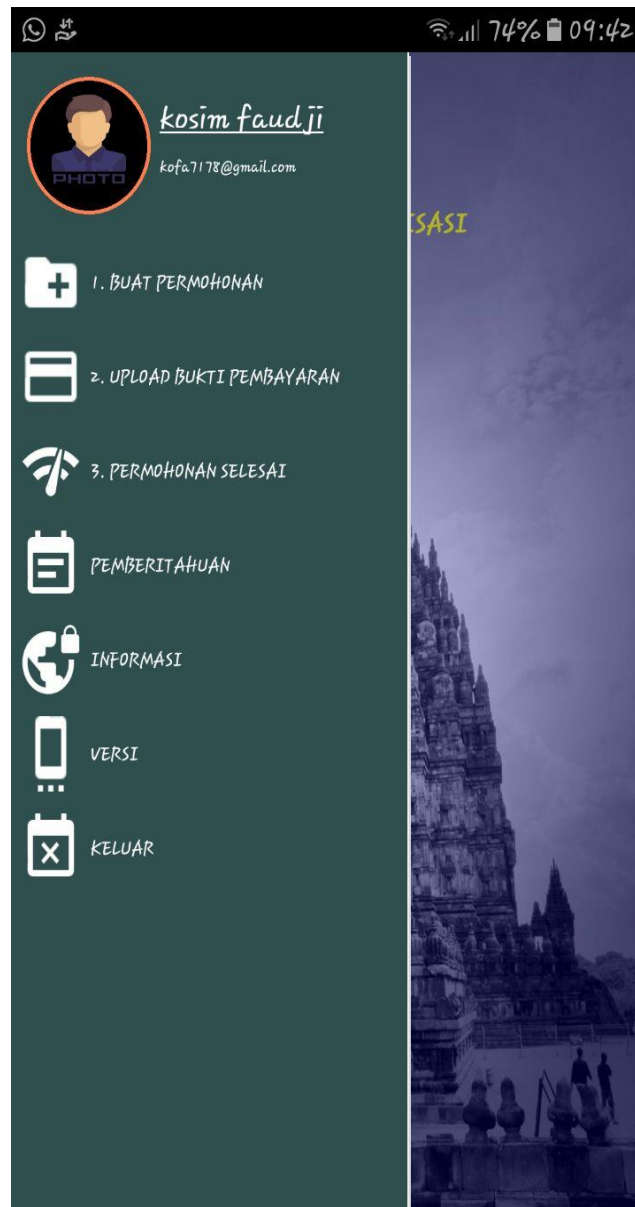 74% 09:42
kosim faudji
kofa7178@gmail.com
PHOTO
ISASI
1. BUAT PERMOHONAN
2. UPLOAD BUKTI PEMBAYARAN
3. PERMOHONAN SELESAI
PEMBERITAHUAN
INFORMASI
VERSI
KELUAR